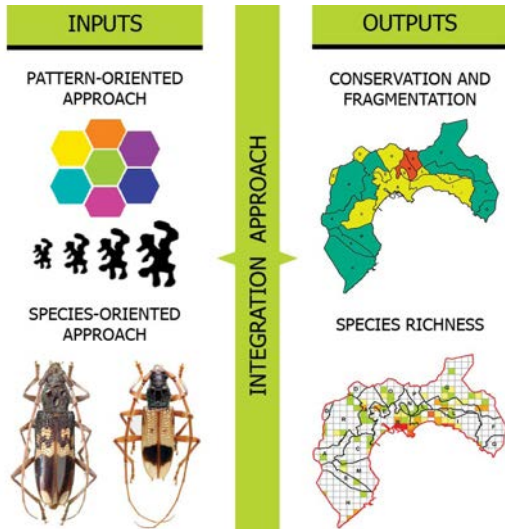 INPUTS
PATTERN-ORIENTED
APPROACH
SPECIES-ORIENTED
APPROACH
INTEGRATION APPROACH
OUTPUTS
CONSERVATION AND
FRAGMENTATION
SPECIES RICHNESS